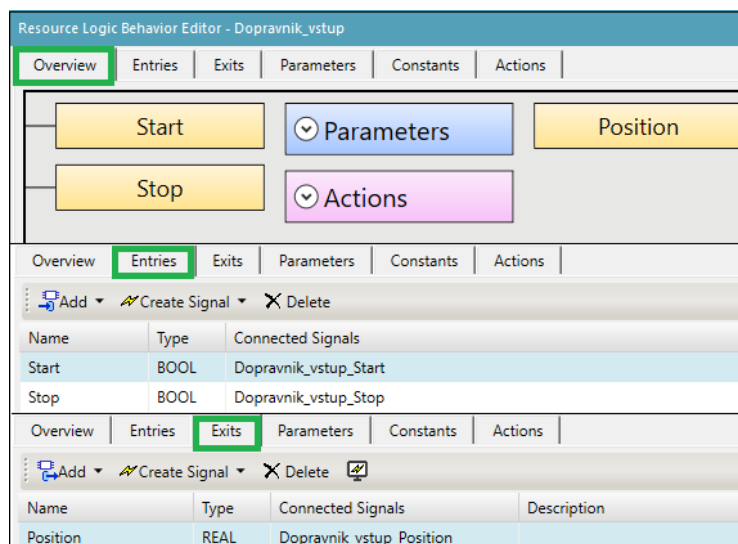 Resource Logic Behavior Editor - Dopravnik_vstup
Overview Entries Exits Parameters Constants Actions
Start Parameters Position
Stop Actions
Overview Entries Exits Parameters Constants Actions
Add Create Signal Delete
Name Type Connected Signals
Start BOOL Dopravnik_vstup_Start
Stop BOOL Dopravnik_vstup_Stop
Overview Entries Exits Parameters Constants Actions
Add Create Signal Delete
Name Type Connected Signals Description
Position REAL Dopravnik_vstup_Position